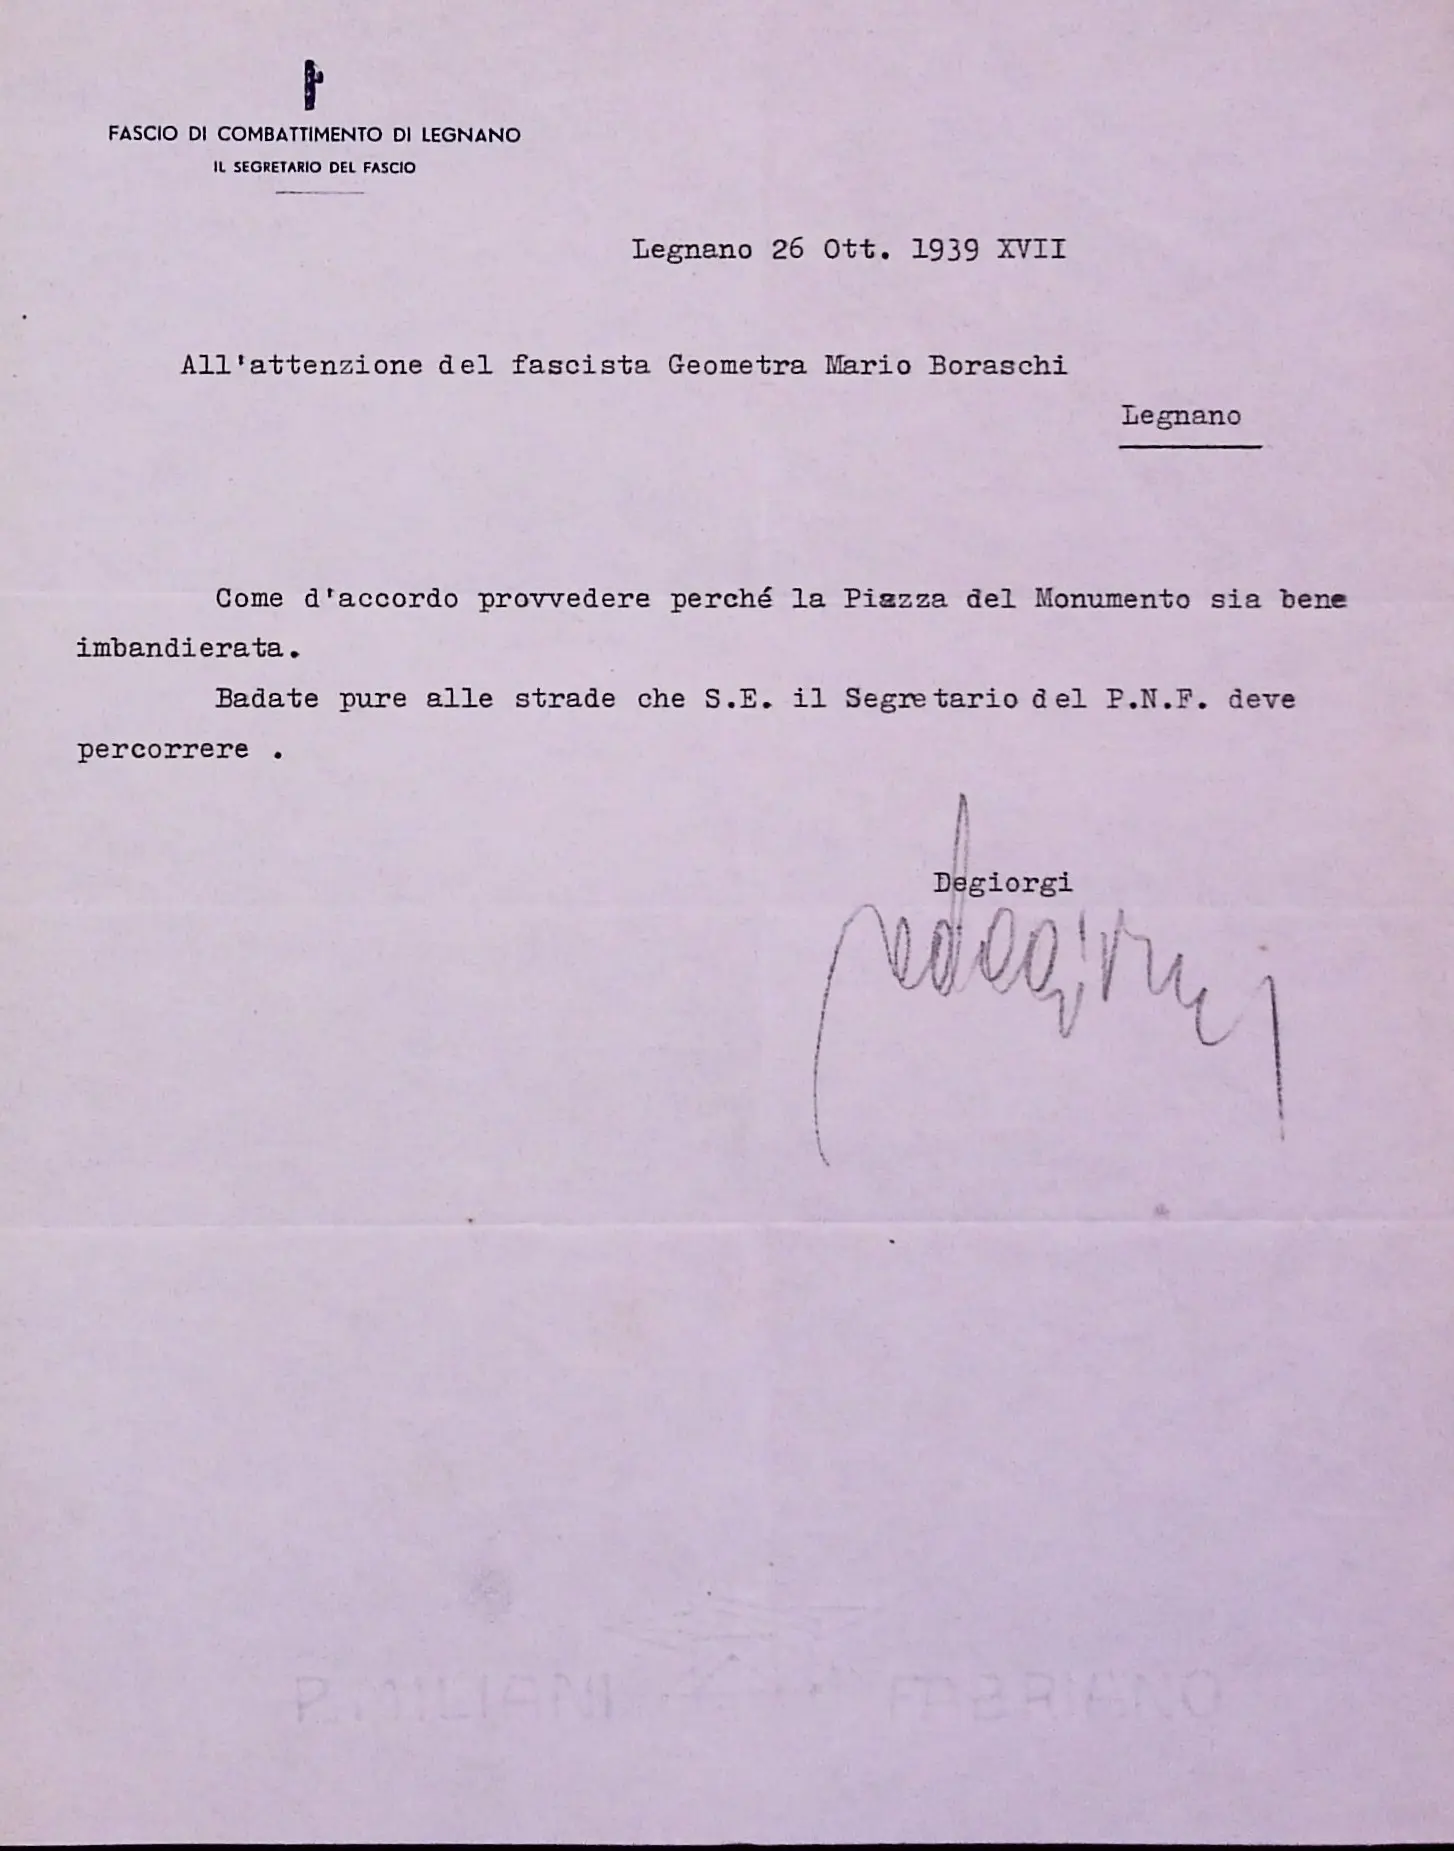 FASCIO DI COMBATTIMENTO DI LEGNANO
IL SEGRETARIO DEL FASCIO
Legnano 26 Ott. 1939 XVII
All'attenzione del fascista Geometra Mario Boraschi
Legnano
Come d'accordo provvedere perché la Piazza del Monumento sia bene
imbandierata.
Badate pure alle strade che S.E. il Segretario del P.N.F. deve
percorrere .
Degiorgi
P. MILIANI FABRIANO